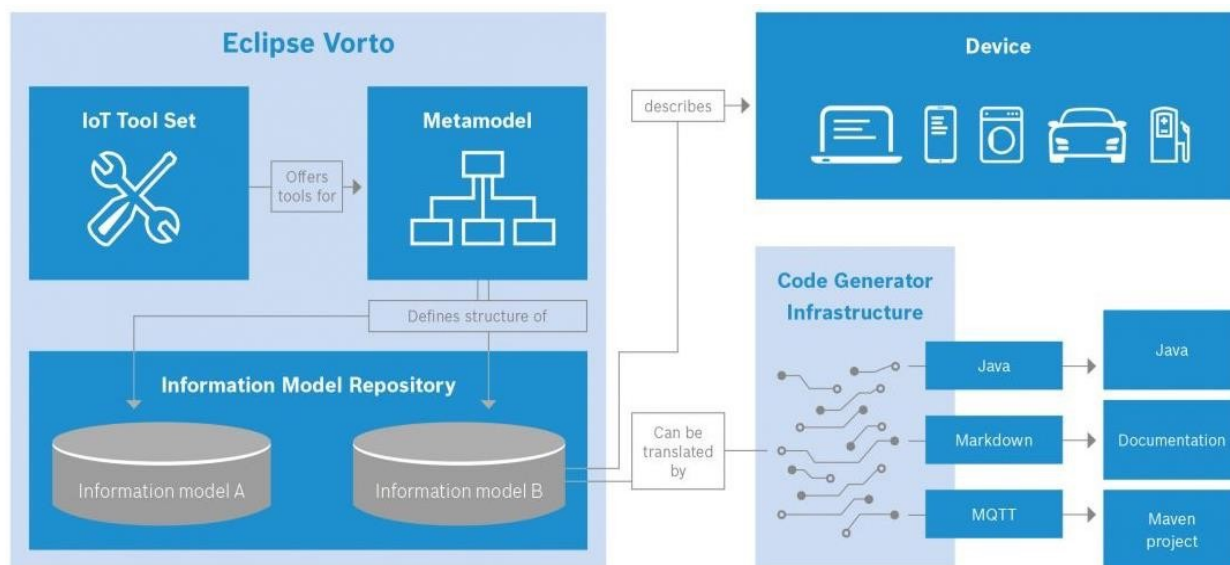 Eclipse Vorto
IoT Tool Set
Offers
tools for
Metamodel
Defines structure of
Information Model Repository
Information model A
Information model B
describes
Device
Can be
translated
by
Code Generator
Infrastructure
Java
Java
Markdown
Documentation
MQTT
Maven
project